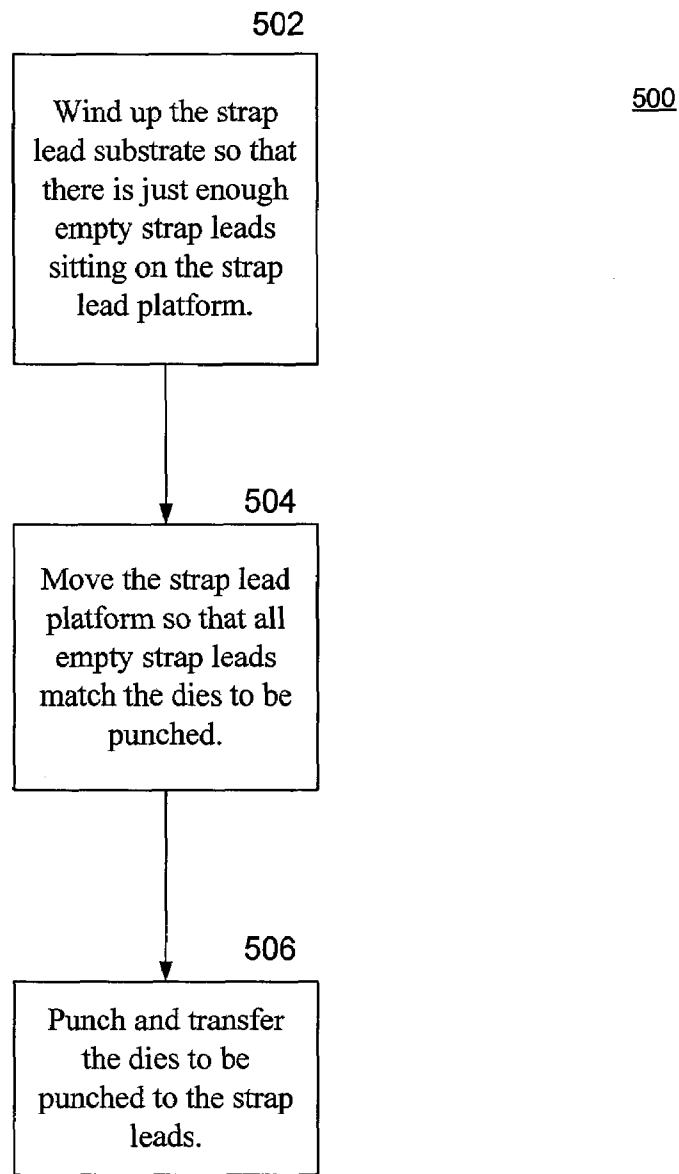 502
500
Wind up the strap
lead substrate so that
there is just enough
empty strap leads
sitting on the strap
lead platform.
504
Move the strap lead
platform so that all
empty strap leads
match the dies to be
punched.
506
Punch and transfer
the dies to be
punched to the strap
leads.